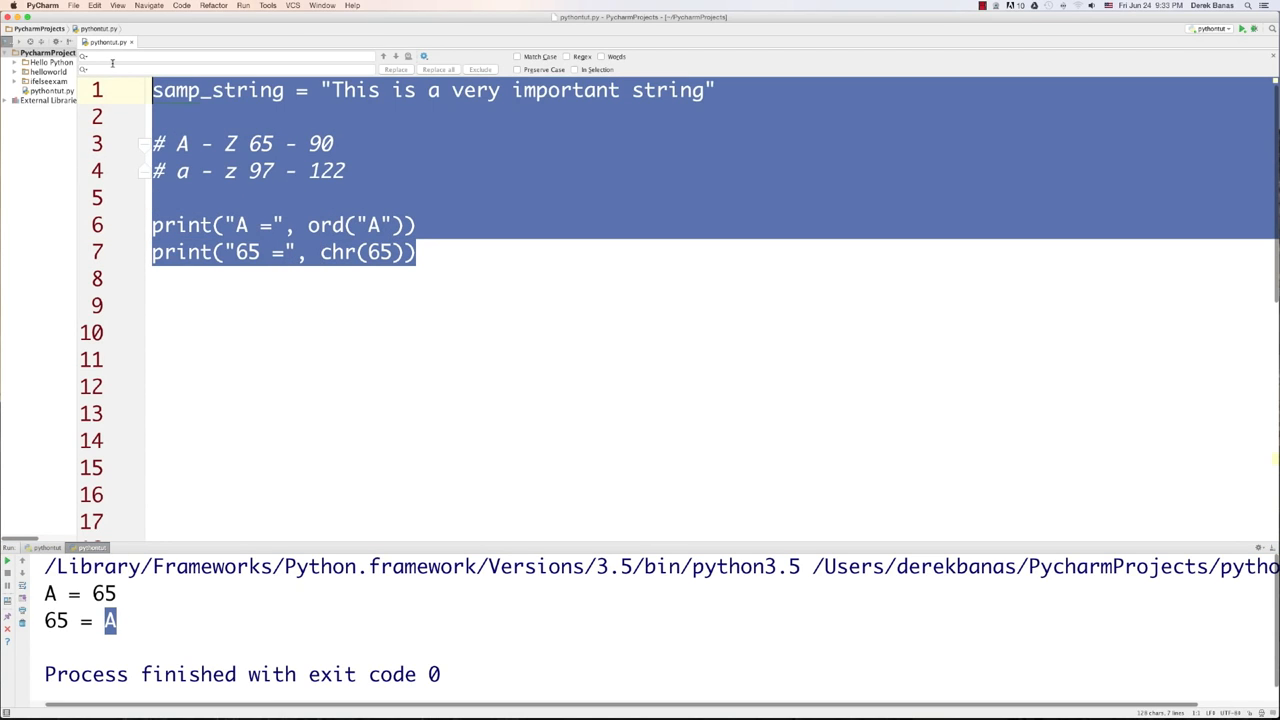 PyCharm File Edit View Navigate Code Refactor Run Tools VCS Window Help
10 Fri Jun 24 9:33 PM Derek Banas
pythontut.py - PycharmProjects - [~/PycharmProjects]
PycharmProjects pythontut.py
pythontut
pythontut.py ×
PycharmProject
Match Case Regex Words
Hello Python
helloworld
Replace Replace all Exclude Preserve Case In Selection
ifelseexam
pythontut.py
External Librarie
1 samp_string = "This is a very important string"
2
3 # A - Z 65 - 90
4 # a - z 97 - 122
5
6 print("A =", ord("A"))
7 print("65 =", chr(65))
8
9
10
11
12
13
14
15
16
17
Run: pythontut pythontut
/Library/Frameworks/Python.framework/Versions/3.5/bin/python3.5 /Users/derekbanas/PycharmProjects/pytho
A = 65
65 = A
Process finished with exit code 0
128 chars, 7 lines 1:1 LF≑ UTF-8≑